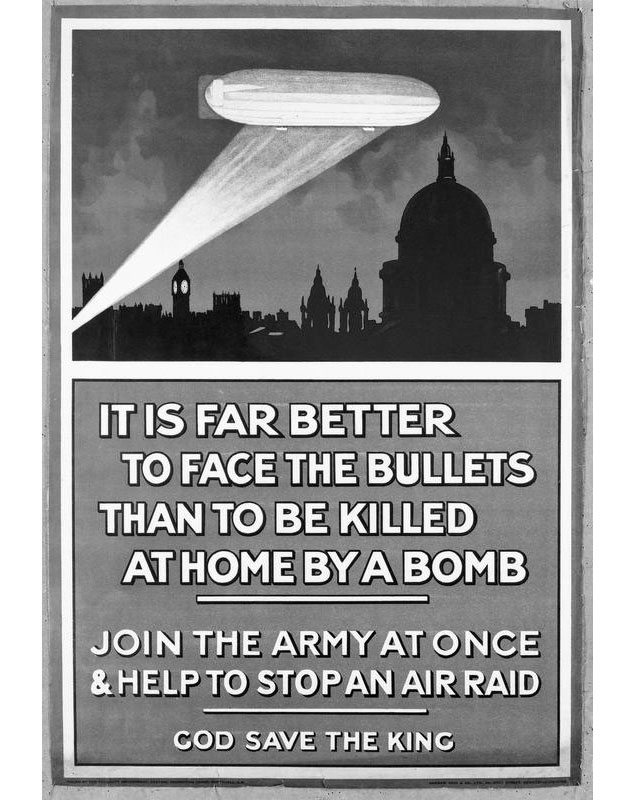 IT IS FAR BETTER
TO FACE THE BULLETS
THAN TO BE KILLED
AT HOME BY A BOMB
JOIN THE ARMY AT ONCE
& HELP TO STOP AN AIR RAID
GOD SAVE THE KING